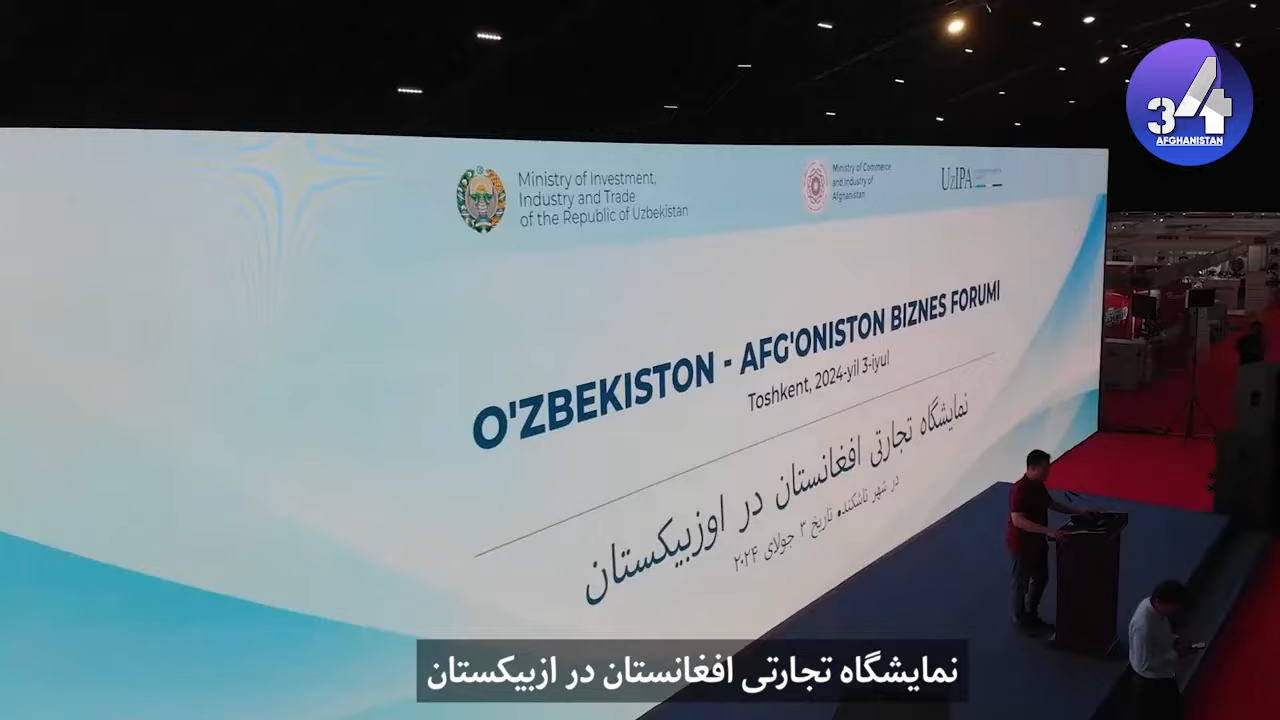 34
AFGHANISTAN
Ministry of Investment,
Industry and Trade
of the Republic of Uzbekistan
Ministry of Commerce
and Industry of
Afghanistan
UzIPA
O'ZBEKISTON - AFG'ONISTON BIZNES FORUMI
Toshkent, 2024-yil 3-iyul
نمایشگاه تجارتی افغانستان در اوزبیکستان
در شهر تاشکند، تاریخ ۳ جولای ۲۰۲۴
نمایشگاه تجارتی افغانستان در ازبیکستان